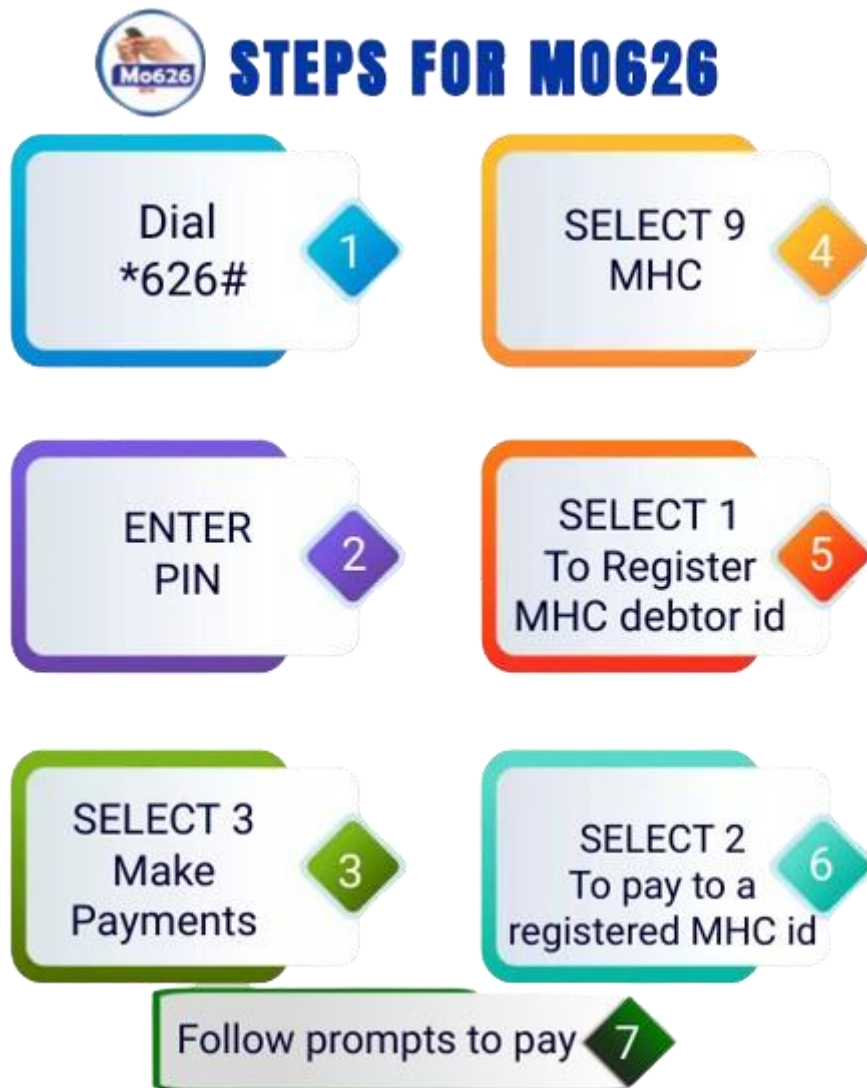 Mo626
STEPS FOR MO626
Dial
*626#
1
ENTER
PIN
2
SELECT 3
Make
Payments
3
SELECT 9
MHC
4
SELECT 1
To Register
MHC debtor id
5
SELECT 2
To pay to a
registered MHC id
6
Follow prompts to pay
7